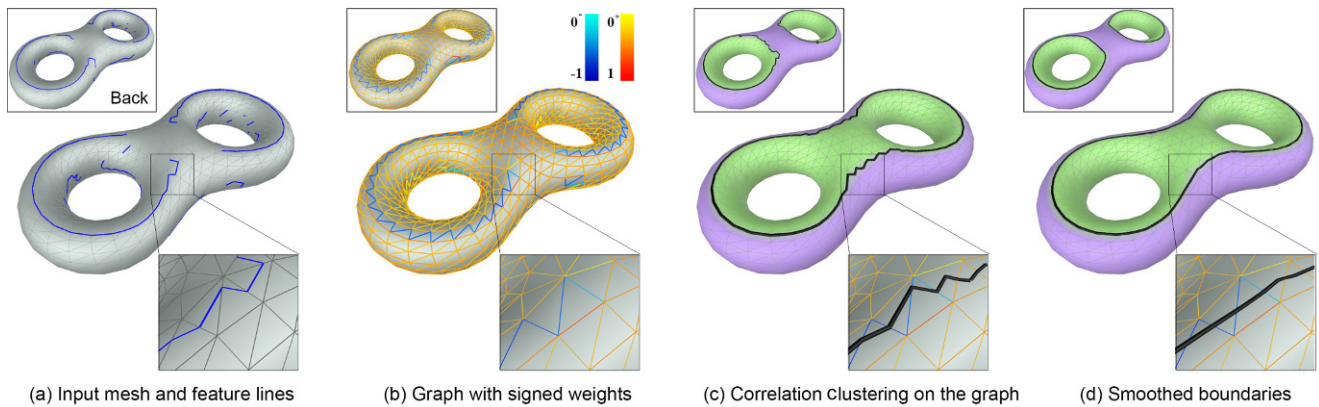 Back
0⁻ 0⁺
-1 1
(a) Input mesh and feature lines
(b) Graph with signed weights
(c) Correlation clustering on the graph
(d) Smoothed boundaries